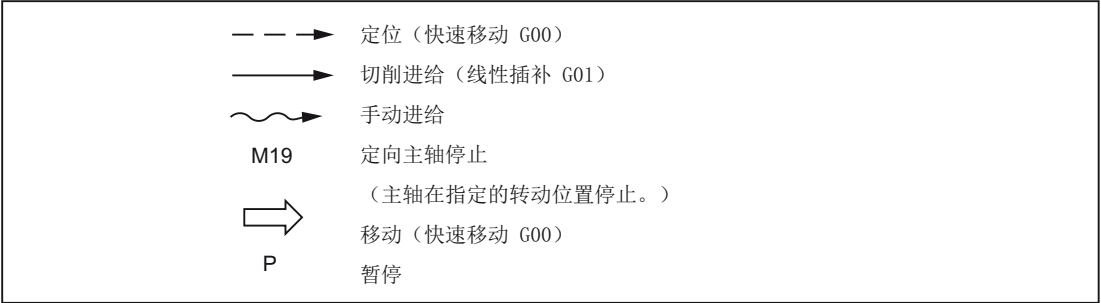 定位（快速移动 G00）
切削进给（线性插补 G01）
手动进给
M19 定向主轴停止
（主轴在指定的转动位置停止。）
移动（快速移动 G00）
P 暂停